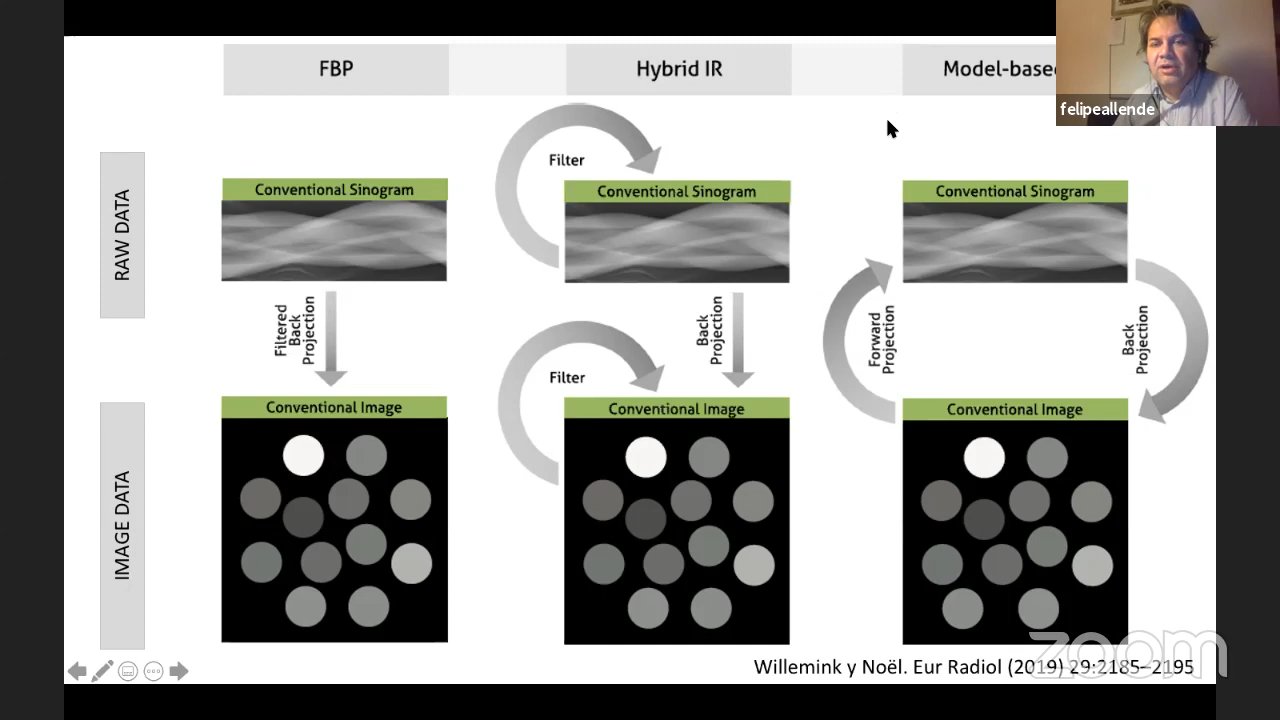 FBP
Hybrid IR
Model-base
felipeallende
RAW DATA
Conventional Sinogram
Filtered
Back
Projection
Filter
Conventional Sinogram
Back
Projection
Conventional Sinogram
Forward
Projection
Back
Projection
IMAGE DATA
Conventional Image
Filter
Conventional Image
Conventional Image
zoom
Willemink y Noël. Eur Radiol (2019) 29:2185–2195